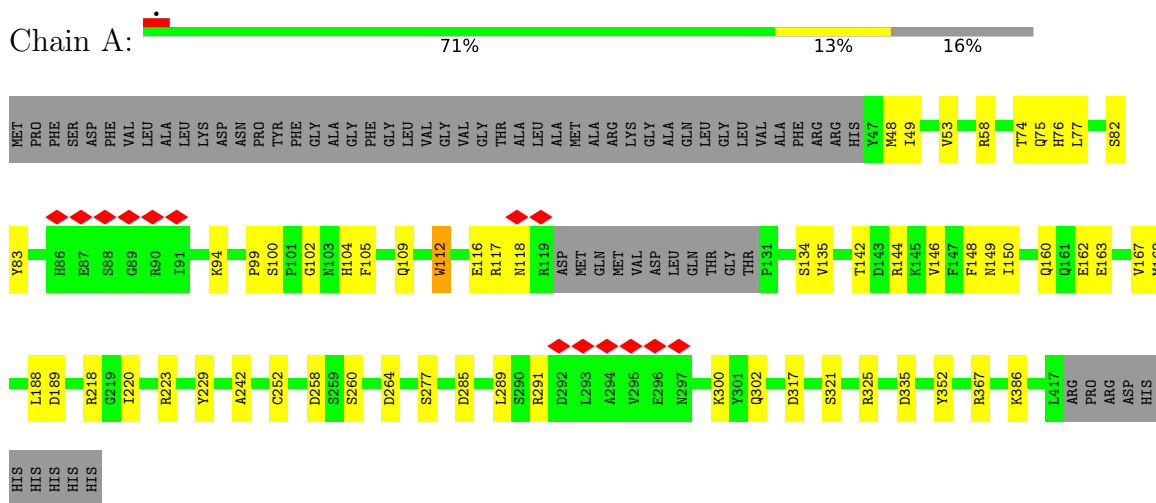 Chain A:
71% 13% 16%
MET PRO PHE SER ASP PHE VAL LEU ALA LEU LYS ASP ASN PRO TYR PHE GLY ALA GLY PHE GLY LEU VAL GLY VAL GLY THR ALA LEU ALA MET ALA ARG LYS GLY ALA GLN LEU GLY LEU VAL ALA PHE ARG ARG HIS Y47 M48 I49 V53 R58 T74 Q75 H76 L77 S82
Y83 H86 E87 S88 G89 R90 I91 K94 P99 S100 P101 G102 N103 H104 F105 Q109 W112 E116 R117 N118 R119 ASP MET GLN MET VAL ASP LEU GLN THR GLY THR P131 S134 V135 T142 D143 R144 K145 V146 F147 F148 N149 I150 Q160 Q161 E162 E163 V167 M168
L188 D189 R218 G219 I220 R223 Y229 A242 C252 D258 S259 S260 D264 S277 D285 L289 S290 R291 D292 L293 A294 V295 E296 N297 K300 Y301 Q302 D317 S321 R325 D335 Y352 R367 K386 L417 ARG PRO ARG ASP HIS
HIS HIS HIS HIS HIS